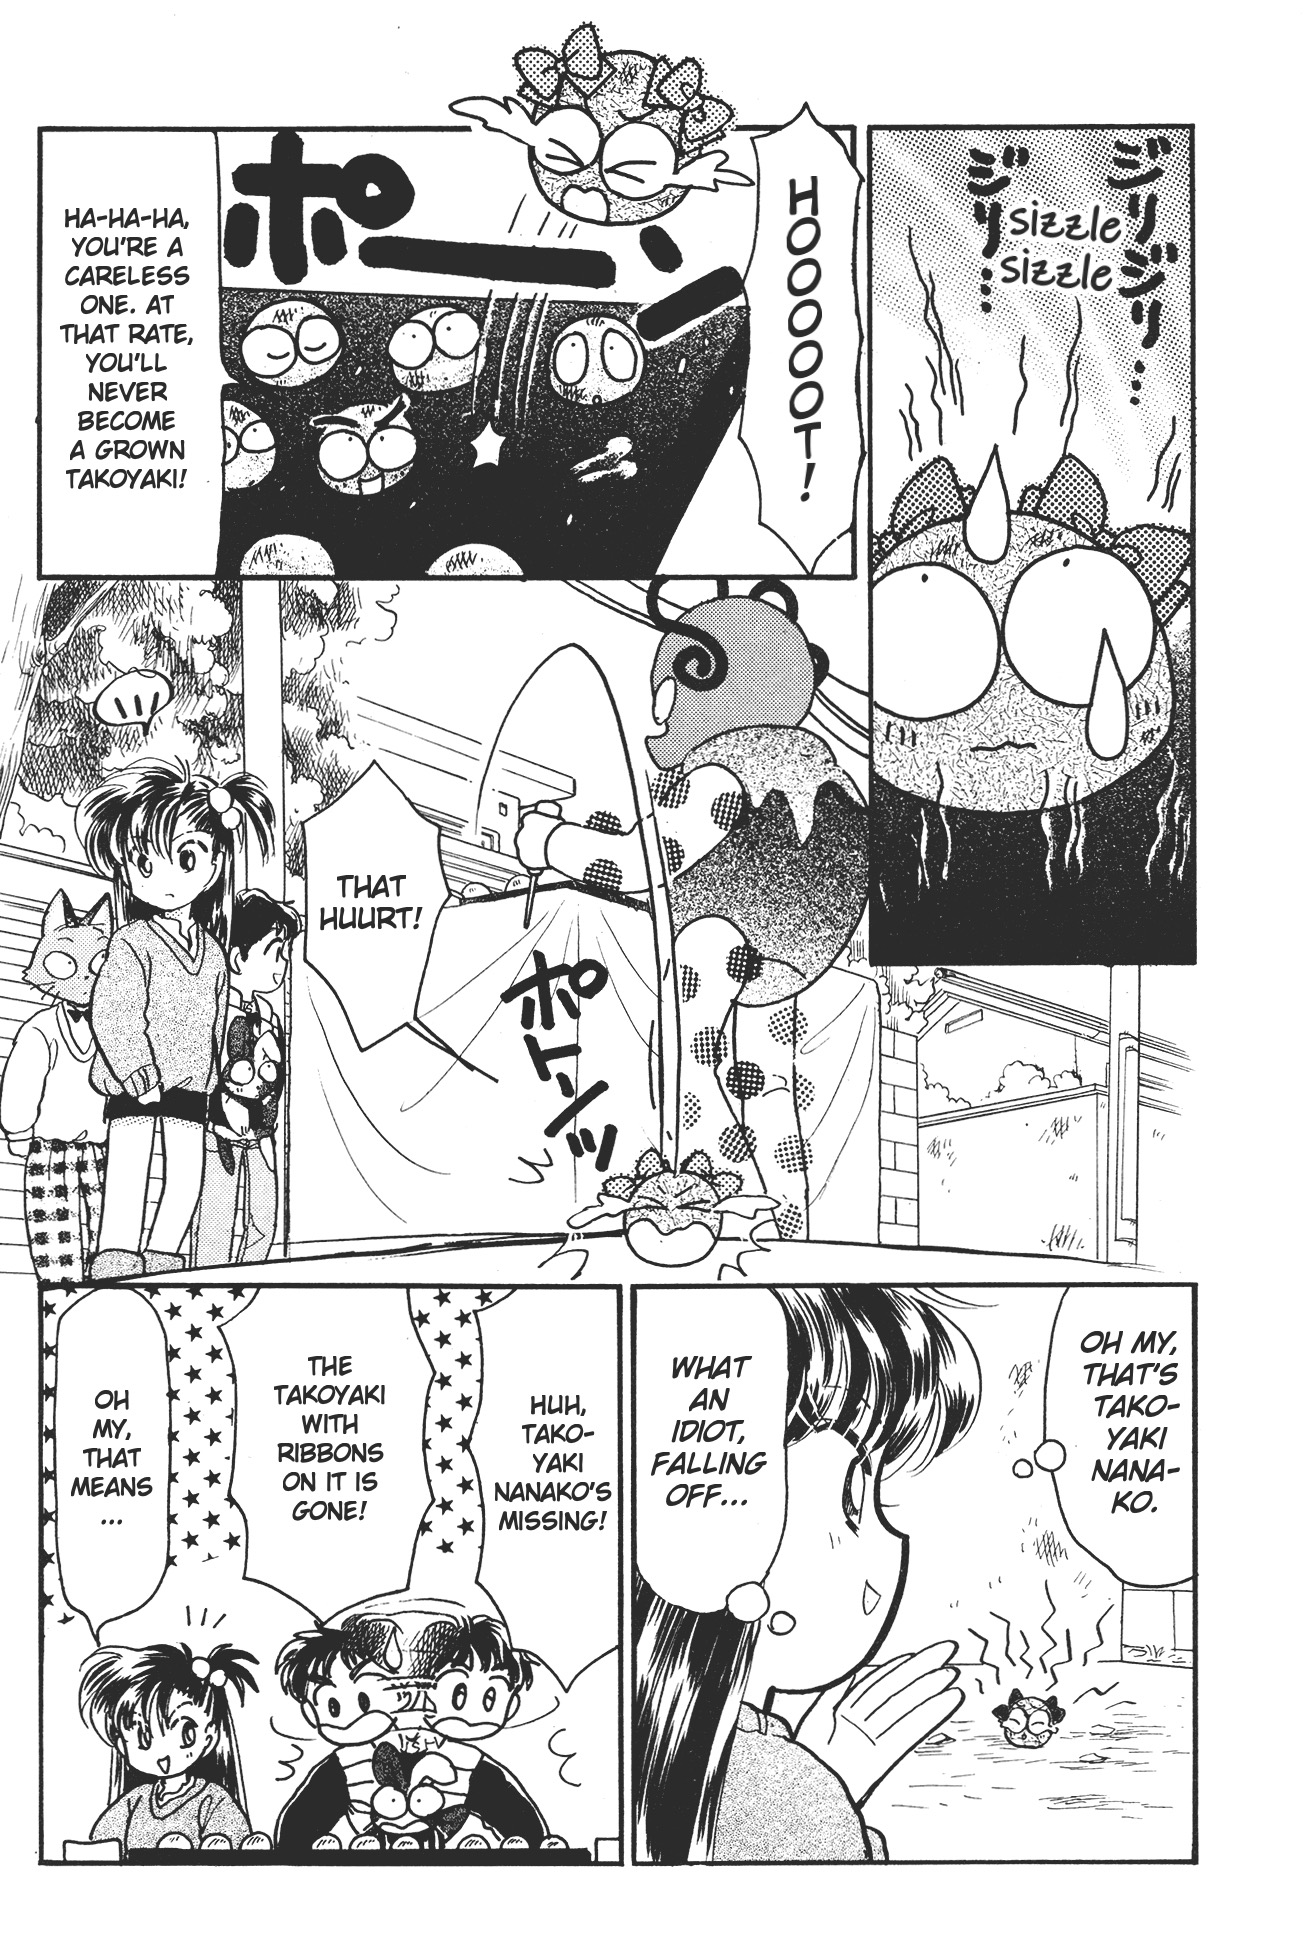 ジリジリ…
ジリ…
sizzle
sizzle
HOOOOOOT!
ポーン
HA-HA-HA,
YOU'RE A
CARELESS
ONE. AT
THAT RATE,
YOU'LL
NEVER
BECOME
A GROWN
TAKOYAKI!
THAT
HUURT!
ポトンッ
OH MY,
THAT'S
TAKO-
YAKI
NANA-
KO.
WHAT
AN
IDIOT,
FALLING
OFF...
HUH,
TAKO-
YAKI
NANAKO'S
MISSING!
THE
TAKOYAKI
WITH
RIBBONS
ON IT IS
GONE!
OH
MY,
THAT
MEANS
...